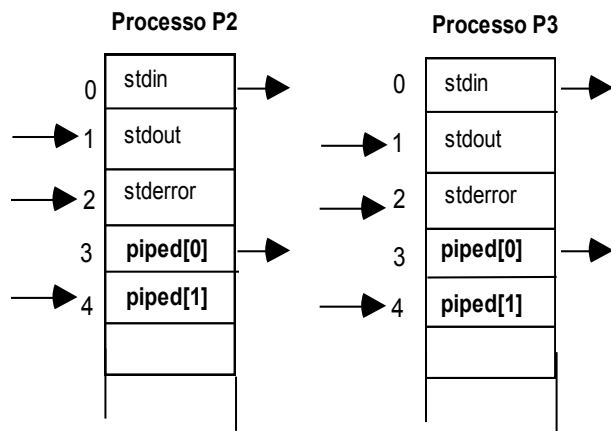 Processo P2
0 stdin
1 stdout
2 stderror
3 piped[0]
4 piped[1]
Processo P3
0 stdin
1 stdout
2 stderror
3 piped[0]
4 piped[1]